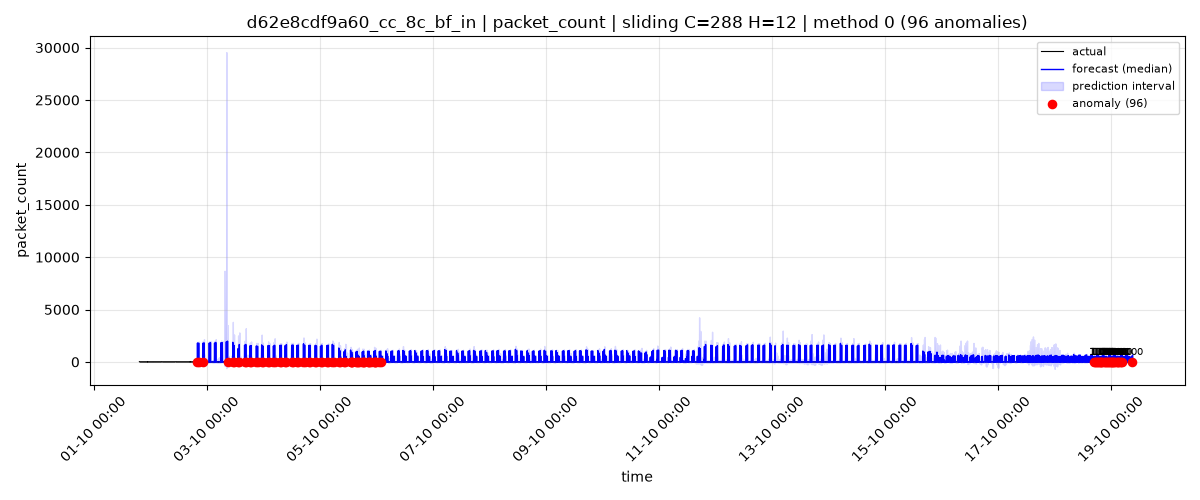 d62e8cdf9a60_cc_8c_bf_in | packet_count | sliding C=288 H=12 | method 0 (96 anomalies)
30000
25000
20000
15000
10000
5000
0
packet_count
actual
forecast (median)
prediction interval
anomaly (96)
01-10 00:00
03-10 00:00
05-10 00:00
07-10 00:00
09-10 00:00
11-10 00:00
13-10 00:00
15-10 00:00
17-10 00:00
19-10 00:00
time